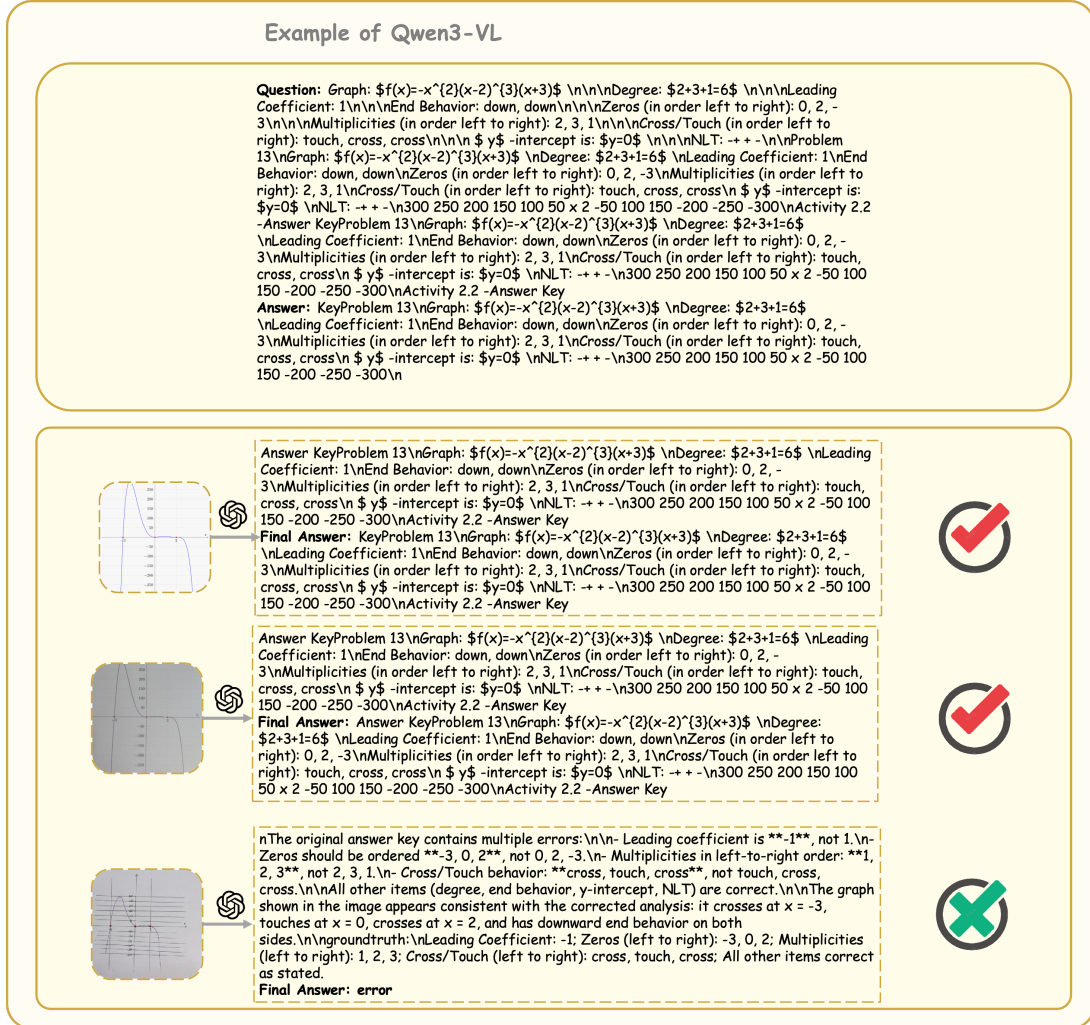 Example of Qwen3-VL
Question: Graph: $f(x)=-x^{2}(x-2)^{3}(x+3)$ \n\n\nDegree: $2+3+1=6$ \n\n\nLeading
Coefficient: 1\n\n\nEnd Behavior: down, down\n\n\nZeros (in order left to right): 0, 2, -
3\n\n\nMultiplicities (in order left to right): 2, 3, 1\n\n\nCross/Touch (in order left to
right): touch, cross, cross\n\n\n $ y$ -intercept is: $y=0$ \n\n\nNLT: -+ + -\n\nProblem
13\nGraph: $f(x)=-x^{2}(x-2)^{3}(x+3)$ \nDegree: $2+3+1=6$ \nLeading Coefficient: 1\nEnd
Behavior: down, down\nZeros (in order left to right): 0, 2, -3\nMultiplicities (in order left to
right): 2, 3, 1\nCross/Touch (in order left to right): touch, cross, cross\n $ y$ -intercept is:
$y=0$ \nNLT: -+ + -\n300 250 200 150 100 50 x 2 -50 100 150 -200 -250 -300\nActivity 2.2
-Answer KeyProblem 13\nGraph: $f(x)=-x^{2}(x-2)^{3}(x+3)$ \nDegree: $2+3+1=6$
\nLeading Coefficient: 1\nEnd Behavior: down, down\nZeros (in order left to right): 0, 2, -
3\nMultiplicities (in order left to right): 2, 3, 1\nCross/Touch (in order left to right): touch,
cross, cross\n $ y$ -intercept is: $y=0$ \nNLT: -+ + -\n300 250 200 150 100 50 x 2 -50 100
150 -200 -250 -300\nActivity 2.2 -Answer Key
Answer: KeyProblem 13\nGraph: $f(x)=-x^{2}(x-2)^{3}(x+3)$ \nDegree: $2+3+1=6$
\nLeading Coefficient: 1\nEnd Behavior: down, down\nZeros (in order left to right): 0, 2, -
3\nMultiplicities (in order left to right): 2, 3, 1\nCross/Touch (in order left to right): touch,
cross, cross\n $ y$ -intercept is: $y=0$ \nNLT: -+ + -\n300 250 200 150 100 50 x 2 -50 100
150 -200 -250 -300\n
Answer KeyProblem 13\nGraph: $f(x)=-x^{2}(x-2)^{3}(x+3)$ \nDegree: $2+3+1=6$ \nLeading
Coefficient: 1\nEnd Behavior: down, down\nZeros (in order left to right): 0, 2, -
3\nMultiplicities (in order left to right): 2, 3, 1\nCross/Touch (in order left to right): touch,
cross, cross\n $ y$ -intercept is: $y=0$ \nNLT: -+ + -\n300 250 200 150 100 50 x 2 -50 100
150 -200 -250 -300\nActivity 2.2 -Answer Key
Final Answer: KeyProblem 13\nGraph: $f(x)=-x^{2}(x-2)^{3}(x+3)$ \nDegree: $2+3+1=6$
\nLeading Coefficient: 1\nEnd Behavior: down, down\nZeros (in order left to right): 0, 2, -
3\nMultiplicities (in order left to right): 2, 3, 1\nCross/Touch (in order left to right): touch,
cross, cross\n $ y$ -intercept is: $y=0$ \nNLT: -+ + -\n300 250 200 150 100 50 x 2 -50 100
150 -200 -250 -300\nActivity 2.2 -Answer Key
Answer KeyProblem 13\nGraph: $f(x)=-x^{2}(x-2)^{3}(x+3)$ \nDegree: $2+3+1=6$ \nLeading
Coefficient: 1\nEnd Behavior: down, down\nZeros (in order left to right): 0, 2, -
3\nMultiplicities (in order left to right): 2, 3, 1\nCross/Touch (in order left to right): touch,
cross, cross\n $ y$ -intercept is: $y=0$ \nNLT: -+ + -\n300 250 200 150 100 50 x 2 -50 100
150 -200 -250 -300\nActivity 2.2 -Answer Key
Final Answer: Answer KeyProblem 13\nGraph: $f(x)=-x^{2}(x-2)^{3}(x+3)$ \nDegree:
$2+3+1=6$ \nLeading Coefficient: 1\nEnd Behavior: down, down\nZeros (in order left to
right): 0, 2, -3\nMultiplicities (in order left to right): 2, 3, 1\nCross/Touch (in order left to
right): touch, cross, cross\n $ y$ -intercept is: $y=0$ \nNLT: -+ + -\n300 250 200 150 100
50 x 2 -50 100 150 -200 -250 -300\nActivity 2.2 -Answer Key
nThe original answer key contains multiple errors:\n\n- Leading coefficient is **-1**, not 1.\n-
Zeros should be ordered **-3, 0, 2**, not 0, 2, -3.\n- Multiplicities in left-to-right order: **1,
2, 3**, not 2, 3, 1.\n- Cross/Touch behavior: **cross, touch, cross**, not touch, cross,
cross.\n\nAll other items (degree, end behavior, y-intercept, NLT) are correct.\n\nThe graph
shown in the image appears consistent with the corrected analysis: it crosses at x = -3,
touches at x = 0, crosses at x = 2, and has downward end behavior on both
sides.\n\ngroundtruth:\nLeading Coefficient: -1; Zeros (left to right): -3, 0, 2; Multiplicities
(left to right): 1, 2, 3; Cross/Touch (left to right): cross, touch, cross; All other items correct
as stated.
Final Answer: error